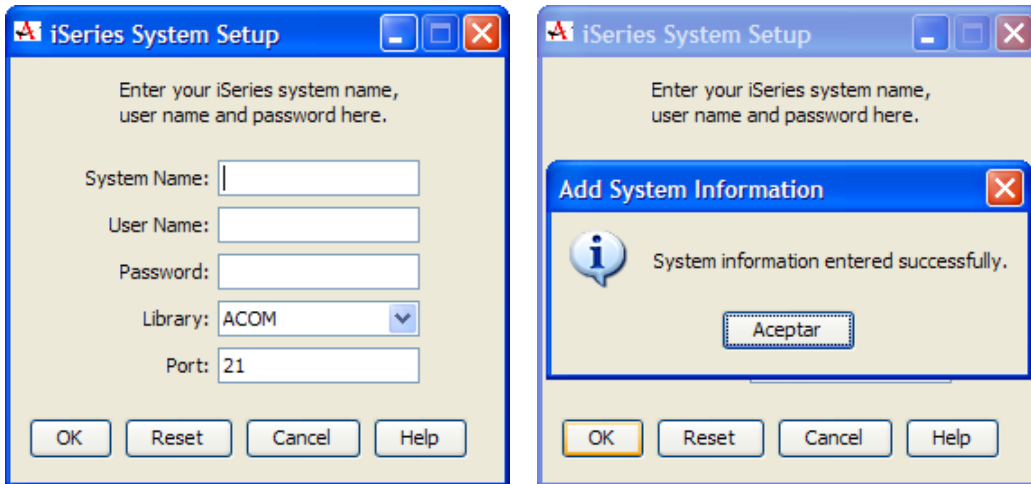 iSeries System Setup
Enter your iSeries system name,
user name and password here.
System Name:
User Name:
Password:
Library: ACOM
Port: 21
OK Reset Cancel Help
iSeries System Setup
Enter your iSeries system name,
user name and password here.
Add System Information
System information entered successfully.
Aceptar
OK Reset Cancel Help